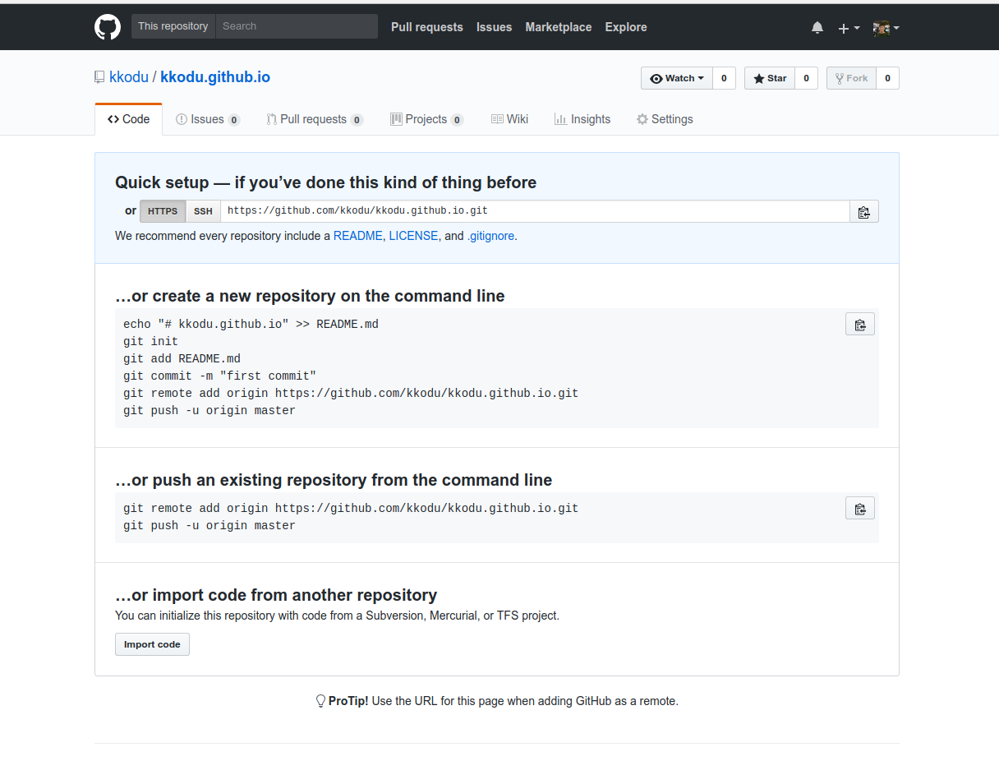 This repository Search Pull requests Issues Marketplace Explore
kkodu / kkodu.github.io Watch 0 Star 0 Fork 0
Code Issues 0 Pull requests 0 Projects 0 Wiki Insights Settings
Quick setup — if you’ve done this kind of thing before
or HTTPS SSH https://github.com/kkodu/kkodu.github.io.git
We recommend every repository include a README, LICENSE, and .gitignore.
…or create a new repository on the command line
echo "# kkodu.github.io" >> README.md
git init
git add README.md
git commit -m "first commit"
git remote add origin https://github.com/kkodu/kkodu.github.io.git
git push -u origin master
…or push an existing repository from the command line
git remote add origin https://github.com/kkodu/kkodu.github.io.git
git push -u origin master
…or import code from another repository
You can initialize this repository with code from a Subversion, Mercurial, or TFS project.
Import code
ProTip! Use the URL for this page when adding GitHub as a remote.